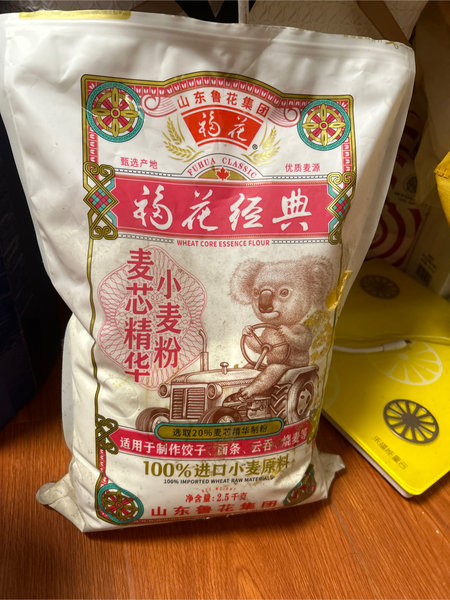 山东鲁花集团
福花®
甄选产地
优质麦源
FUHUA CLASSIC
福花经典
WHEAT CORE ESSENCE FLOUR
麦芯精华
小麦粉
选取20%麦芯精华制粉
适用于制作饺子、面条、云吞、烧麦等
100%进口小麦原料
100% IMPORTED WHEAT RAW MATERIALS
净含量:2.5千克
山东鲁花集团